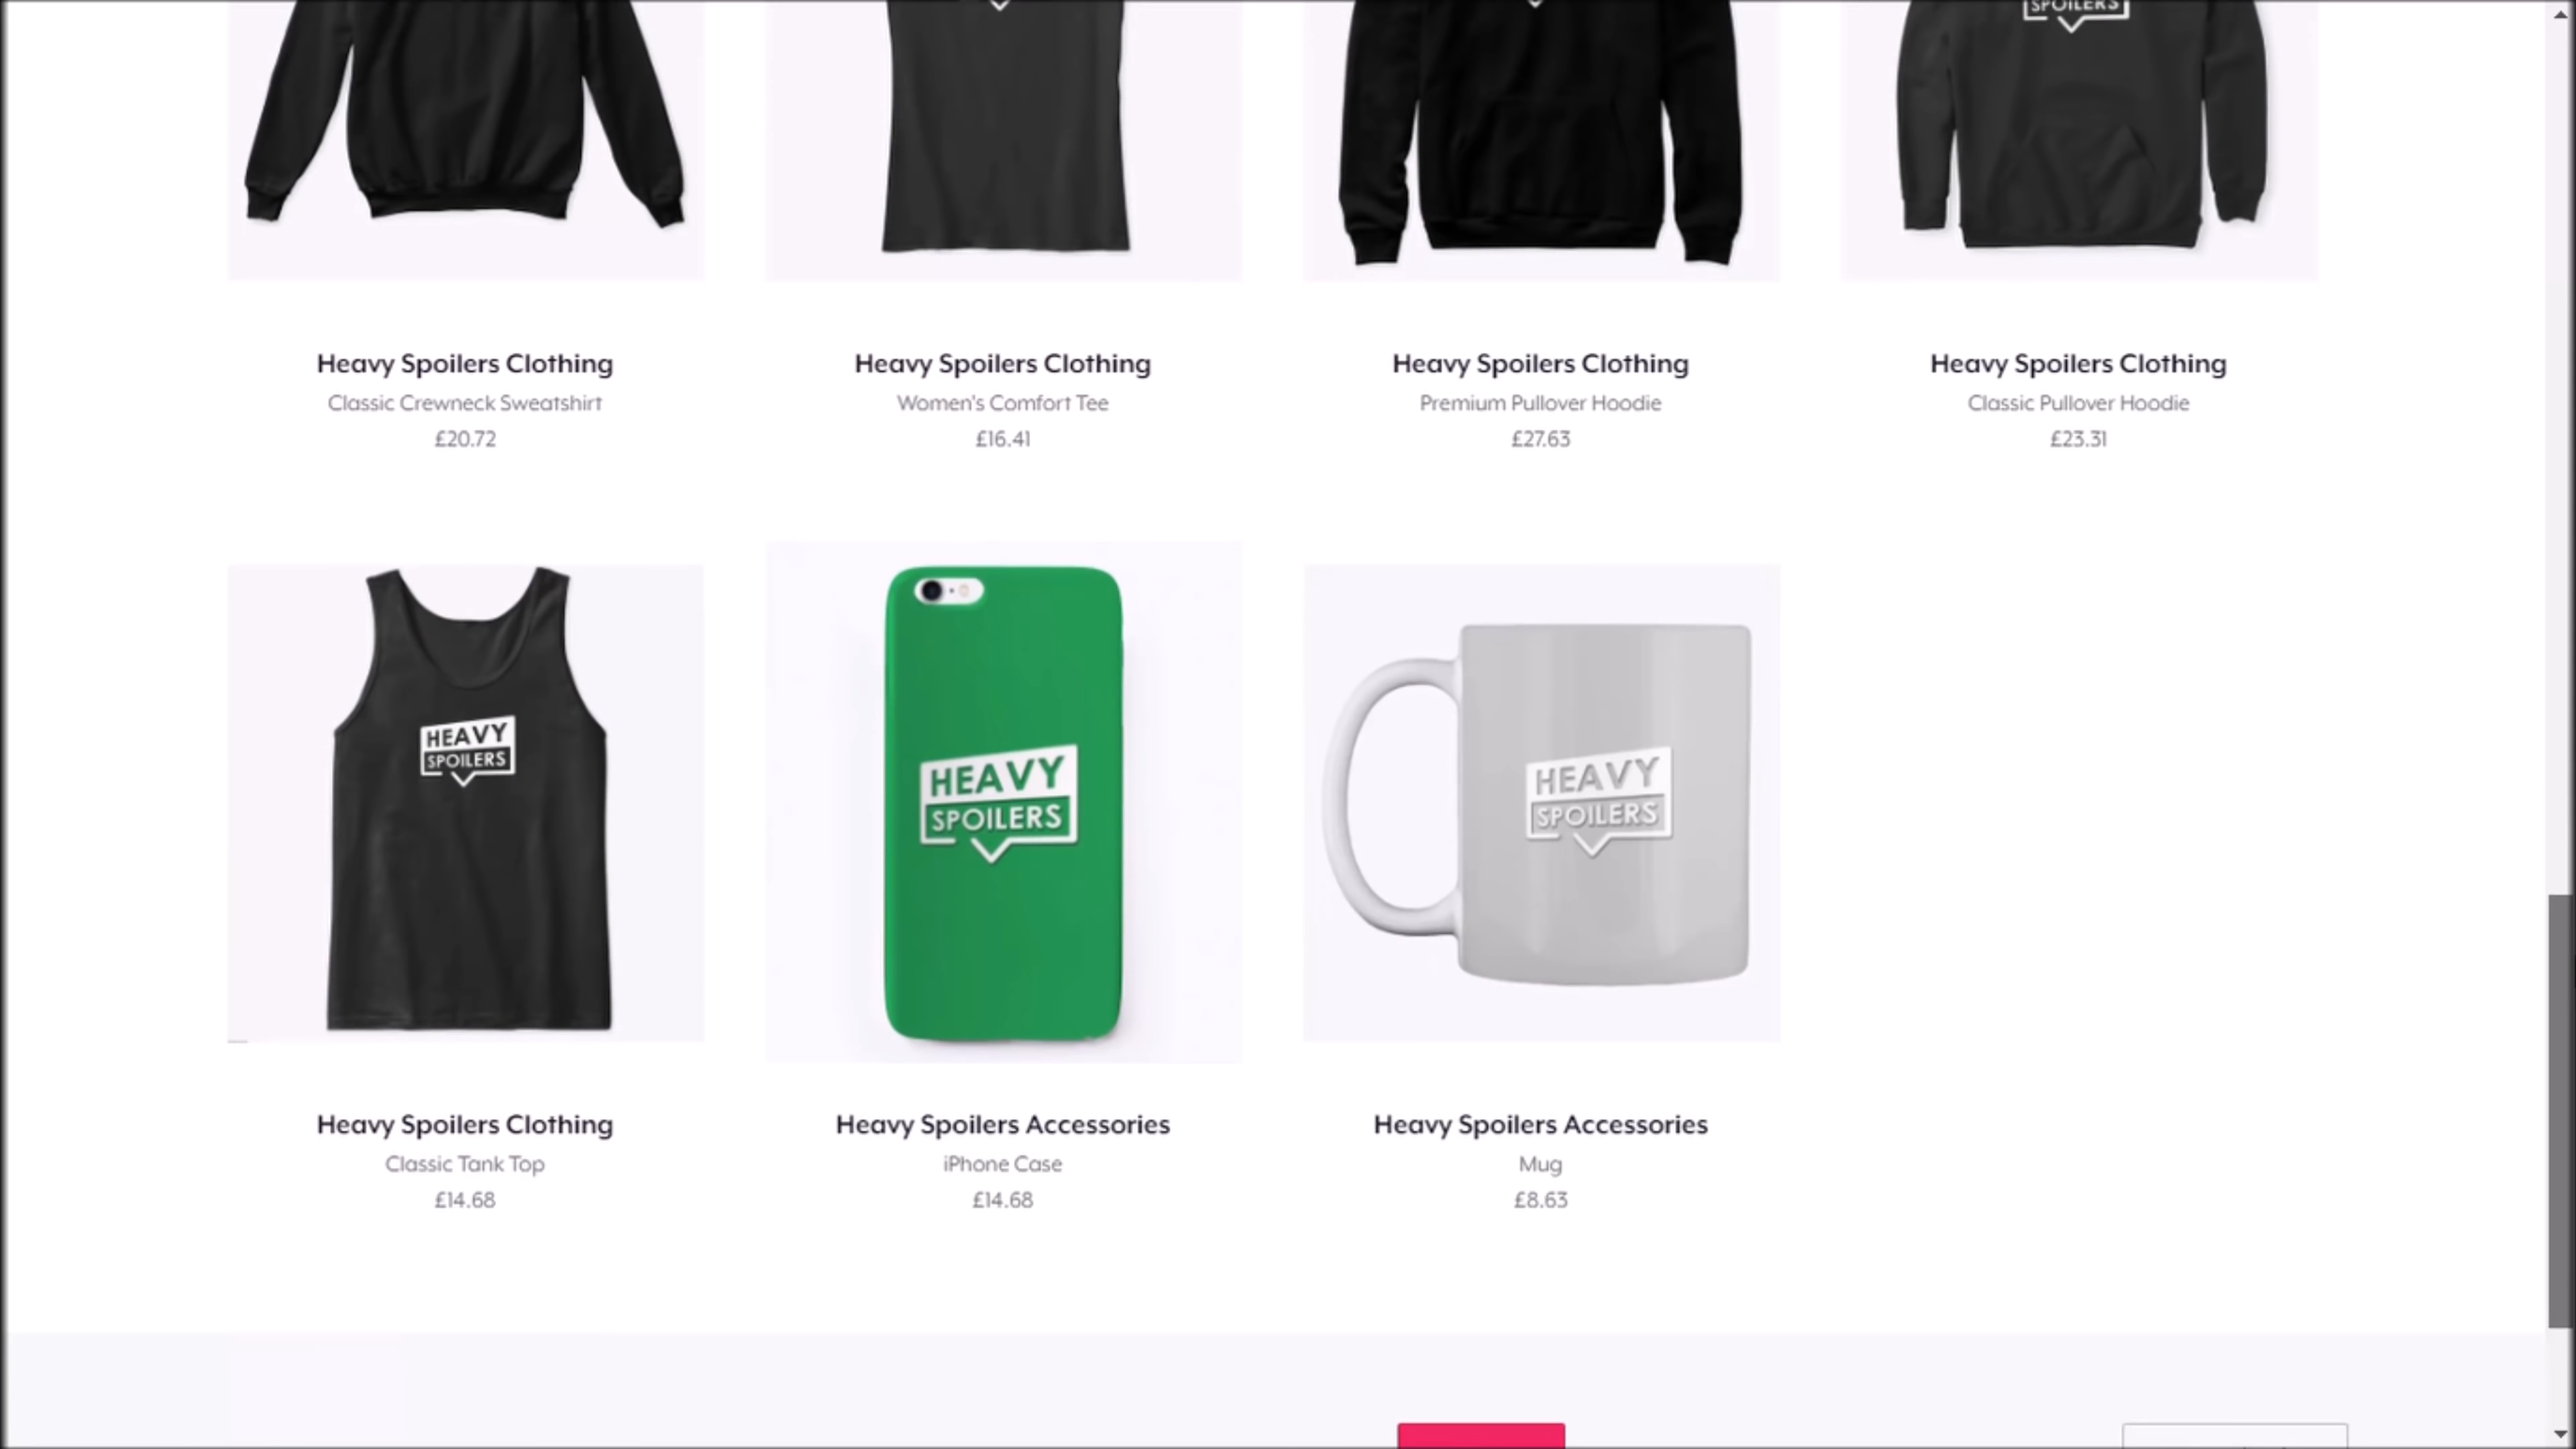 SPOILERS
Heavy Spoilers Clothing
Classic Crewneck Sweatshirt
£20.72
Heavy Spoilers Clothing
Women's Comfort Tee
£16.41
Heavy Spoilers Clothing
Premium Pullover Hoodie
£27.63
Heavy Spoilers Clothing
Classic Pullover Hoodie
£23.31
HEAVY
SPOILERS
HEAVY
SPOILERS
HEAVY
SPOILERS
Heavy Spoilers Clothing
Classic Tank Top
£14.68
Heavy Spoilers Accessories
iPhone Case
£14.68
Heavy Spoilers Accessories
Mug
£8.63